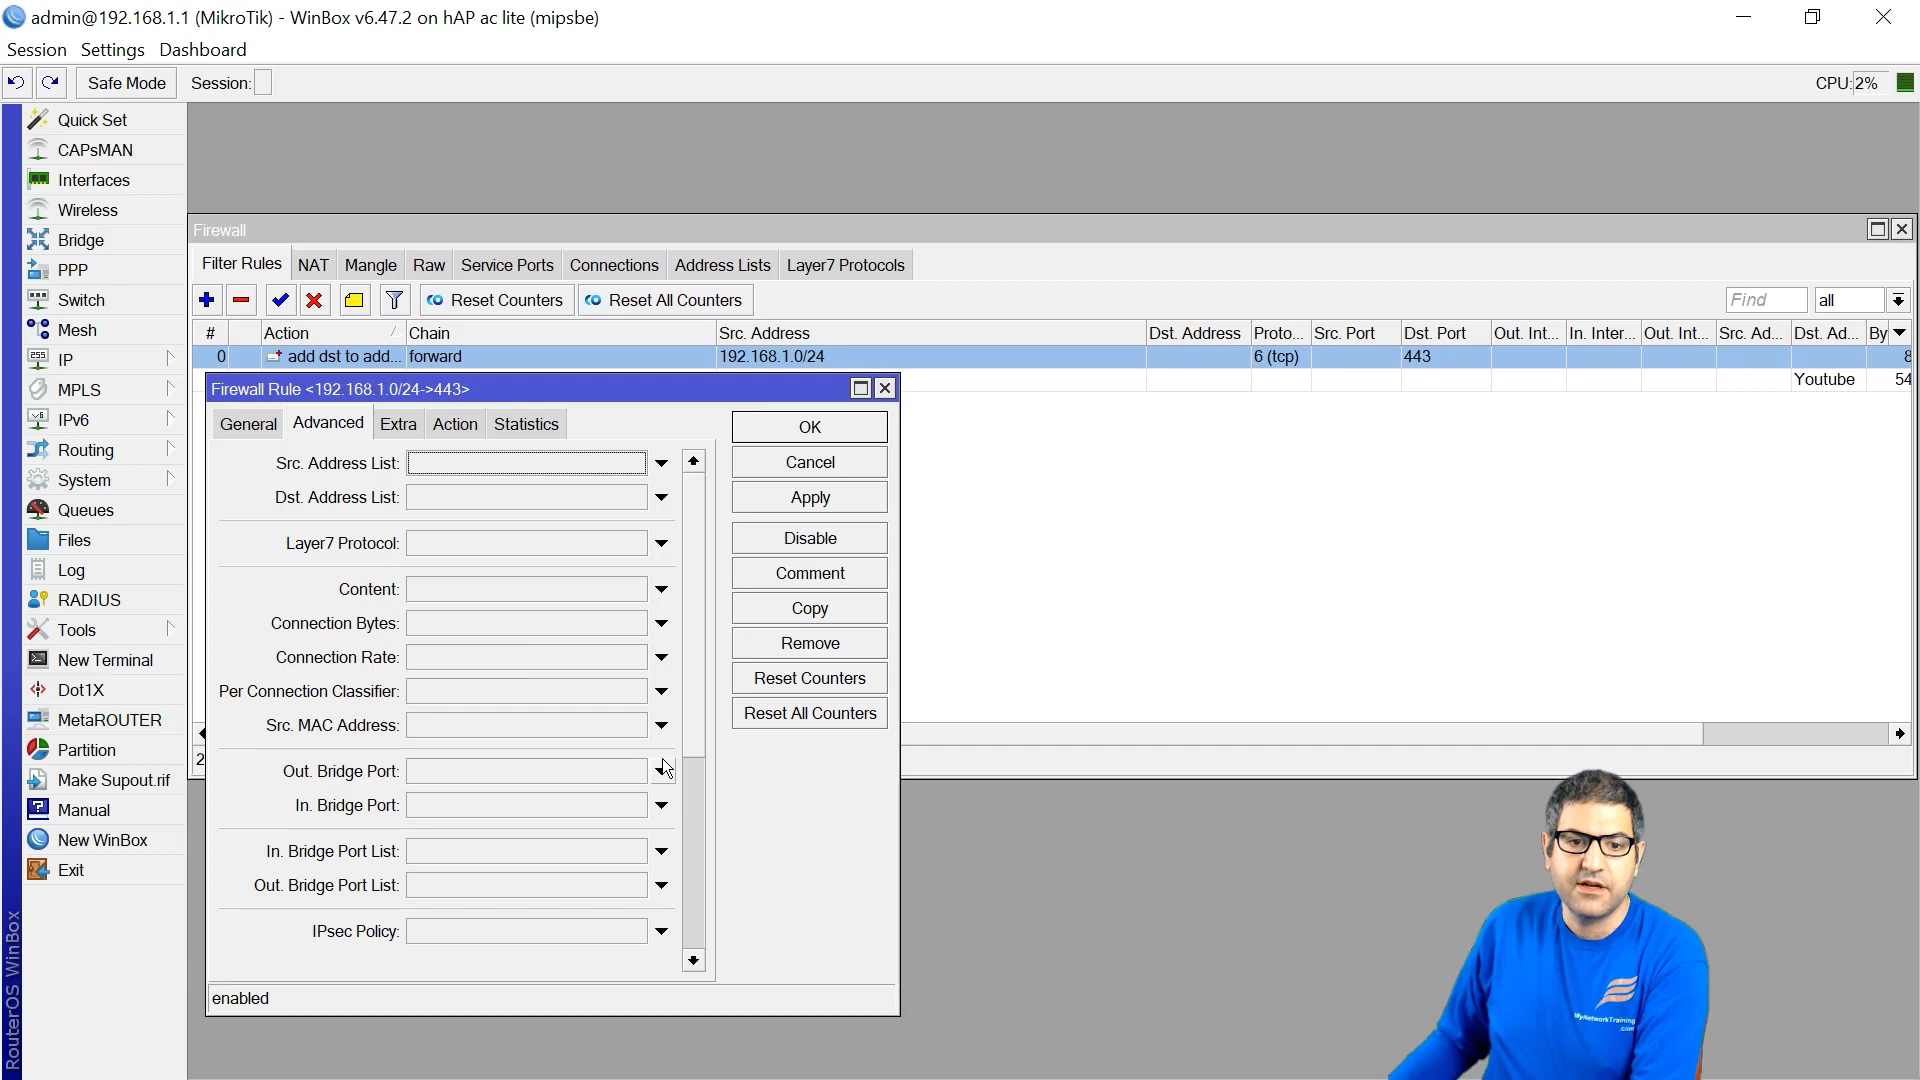 admin@192.168.1.1 (MikroTik) - WinBox v6.47.2 on hAP ac lite (mipsbe)
Session Settings Dashboard
Safe Mode Session: CPU: 2%
Quick Set
CAPsMAN
Interfaces
Wireless
Bridge
PPP
Switch
Mesh
IP
MPLS
IPv6
Routing
System
Queues
Files
Log
RADIUS
Tools
New Terminal
Dot1X
MetaROUTER
Partition
Make Supout.rif
Manual
New WinBox
Exit
RouterOS WinBox
Firewall
Filter Rules NAT Mangle Raw Service Ports Connections Address Lists Layer7 Protocols
Reset Counters Reset All Counters Find all
# Action Chain Src. Address Dst. Address Proto... Src. Port Dst. Port Out. Int... In. Inter... Out. Int... Src. Ad... Dst. Ad... By
0 add dst to add... forward 192.168.1.0/24 6 (tcp) 443 8
Youtube 54
2
Firewall Rule <192.168.1.0/24->443>
General Advanced Extra Action Statistics
Src. Address List:
Dst. Address List:
Layer7 Protocol:
Content:
Connection Bytes:
Connection Rate:
Per Connection Classifier:
Src. MAC Address:
Out. Bridge Port:
In. Bridge Port:
In. Bridge Port List:
Out. Bridge Port List:
IPsec Policy:
OK
Cancel
Apply
Disable
Comment
Copy
Remove
Reset Counters
Reset All Counters
enabled
MyNetworkTraining
.com